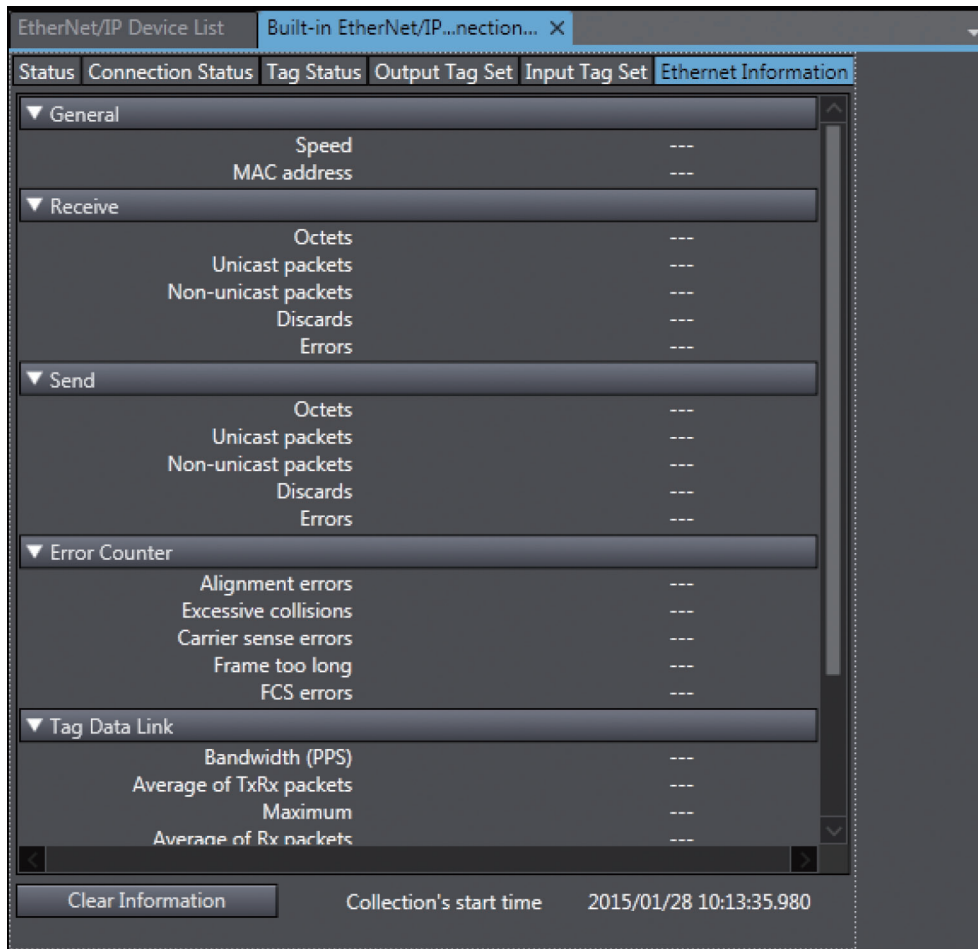 EtherNet/IP Device List Built-in EtherNet/IP...nection... X
Status Connection Status Tag Status Output Tag Set Input Tag Set Ethernet Information
▼ General
Speed ---
MAC address ---
▼ Receive
Octets ---
Unicast packets ---
Non-unicast packets ---
Discards ---
Errors ---
▼ Send
Octets ---
Unicast packets ---
Non-unicast packets ---
Discards ---
Errors ---
▼ Error Counter
Alignment errors ---
Excessive collisions ---
Carrier sense errors ---
Frame too long ---
FCS errors ---
▼ Tag Data Link
Bandwidth (PPS) ---
Average of TxRx packets ---
Maximum ---
Average of Rx packets ---
Clear Information Collection's start time 2015/01/28 10:13:35.980